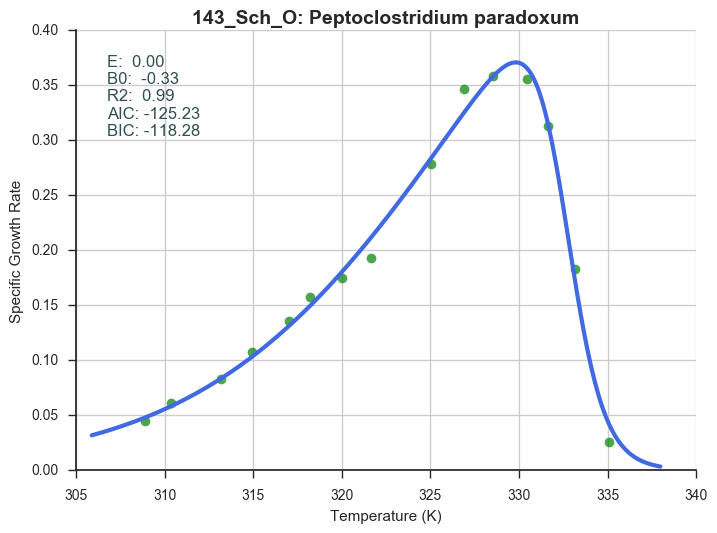 143_Sch_O: Peptoclostridium paradoxum
0.40
E:  0.00
0.35
B0:  -0.33
R2:  0.99
AIC: -125.23
0.30
BIC: -118.28
0.25
Specific Growth Rate
0.20
0.15
0.10
0.05
0.00
305 310 315 320 325 330 335 340
Temperature (K)